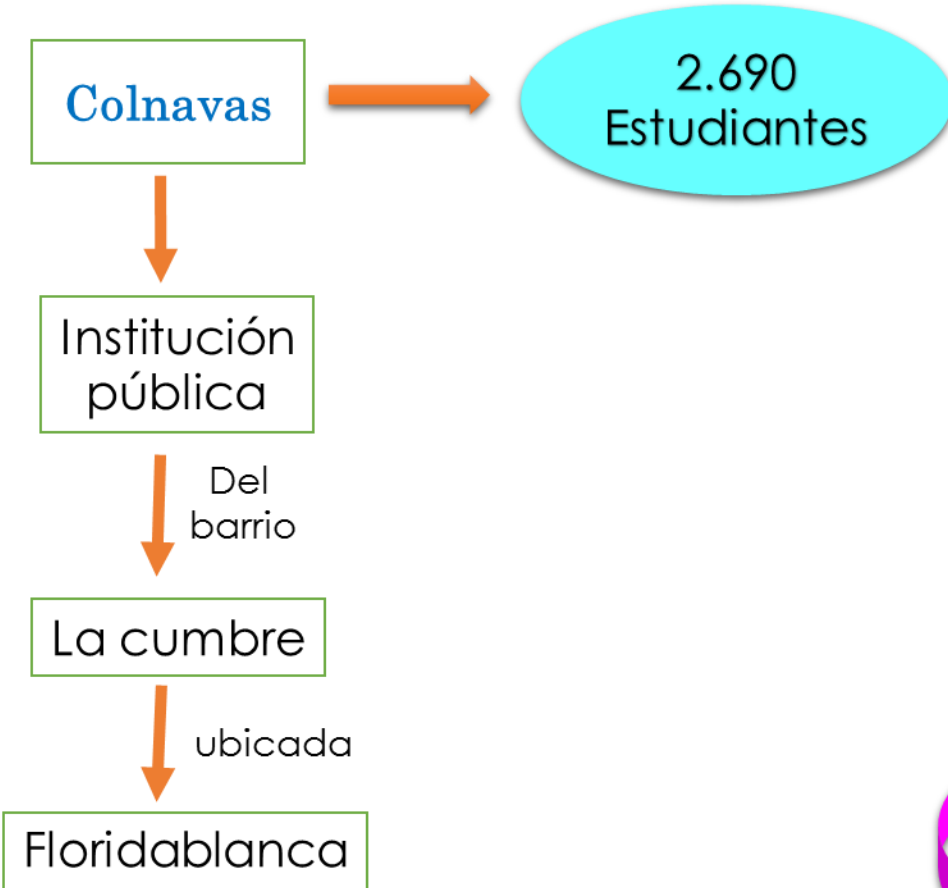 Colnavas
2.690
Estudiantes
Institución
pública
Del
barrio
La cumbre
ubicada
Floridablanca